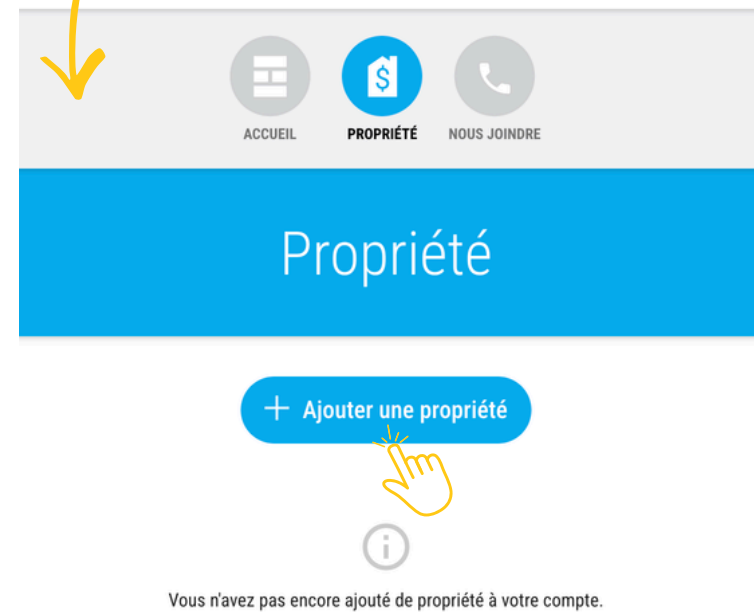 ACCUEIL PROPRIÉTÉ NOUS JOINDRE
Propriété
+ Ajouter une propriété
Vous n'avez pas encore ajouté de propriété à votre compte.